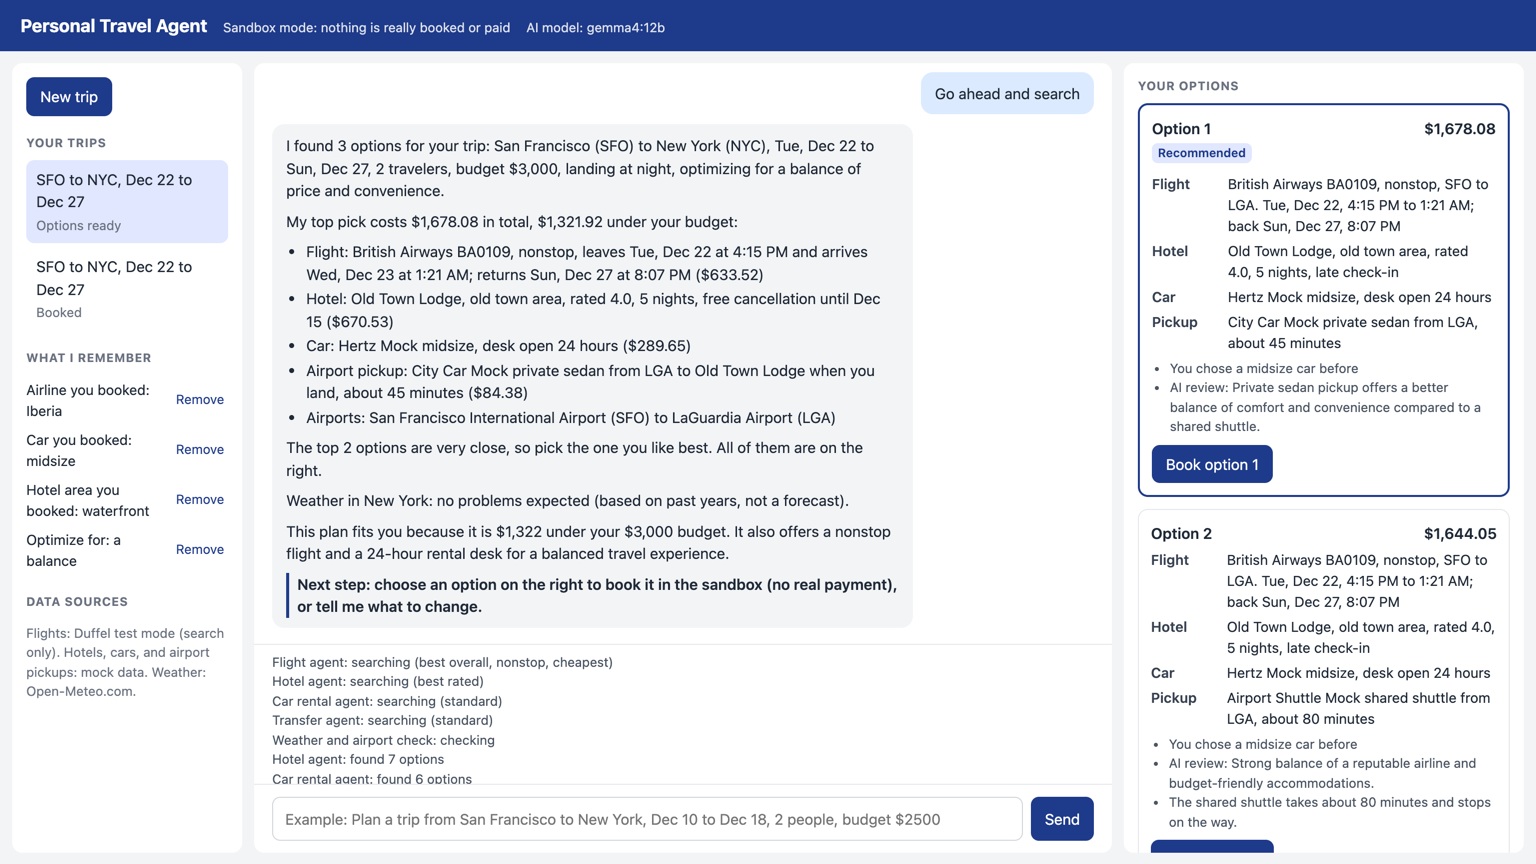 Personal Travel Agent
Sandbox mode: nothing is really booked or paid
AI model: gemma4:12b
New trip
YOUR TRIPS
SFO to NYC, Dec 22 to
Dec 27
Options ready
SFO to NYC, Dec 22 to
Dec 27
Booked
WHAT I REMEMBER
Airline you booked:
Iberia
Remove
Car you booked:
midsize
Remove
Hotel area you
booked: waterfront
Remove
Optimize for: a
balance
Remove
DATA SOURCES
Flights: Duffel test mode (search
only). Hotels, cars, and airport
pickups: mock data. Weather:
Open-Meteo.com.
Go ahead and search
I found 3 options for your trip: San Francisco (SFO) to New York (NYC), Tue, Dec 22 to
Sun, Dec 27, 2 travelers, budget $3,000, landing at night, optimizing for a balance of
price and convenience.
My top pick costs $1,678.08 in total, $1,321.92 under your budget:
• Flight: British Airways BA0109, nonstop, leaves Tue, Dec 22 at 4:15 PM and arrives
Wed, Dec 23 at 1:21 AM; returns Sun, Dec 27 at 8:07 PM ($633.52)
• Hotel: Old Town Lodge, old town area, rated 4.0, 5 nights, free cancellation until Dec
15 ($670.53)
• Car: Hertz Mock midsize, desk open 24 hours ($289.65)
• Airport pickup: City Car Mock private sedan from LGA to Old Town Lodge when you
land, about 45 minutes ($84.38)
• Airports: San Francisco International Airport (SFO) to LaGuardia Airport (LGA)
The top 2 options are very close, so pick the one you like best. All of them are on the
right.
Weather in New York: no problems expected (based on past years, not a forecast).
This plan fits you because it is $1,322 under your $3,000 budget. It also offers a nonstop
flight and a 24-hour rental desk for a balanced travel experience.
Next step: choose an option on the right to book it in the sandbox (no real payment),
or tell me what to change.
Flight agent: searching (best overall, nonstop, cheapest)
Hotel agent: searching (best rated)
Car rental agent: searching (standard)
Transfer agent: searching (standard)
Weather and airport check: checking
Hotel agent: found 7 options
Car rental agent: found 6 options
Example: Plan a trip from San Francisco to New York, Dec 10 to Dec 18, 2 people, budget $2500
Send
YOUR OPTIONS
Option 1
$1,678.08
Recommended
Flight
British Airways BA0109, nonstop, SFO to
LGA. Tue, Dec 22, 4:15 PM to 1:21 AM;
back Sun, Dec 27, 8:07 PM
Hotel
Old Town Lodge, old town area, rated
4.0, 5 nights, late check-in
Car
Hertz Mock midsize, desk open 24 hours
Pickup
City Car Mock private sedan from LGA,
about 45 minutes
• You chose a midsize car before
• AI review: Private sedan pickup offers a better
balance of comfort and convenience compared to a
shared shuttle.
Book option 1
Option 2
$1,644.05
Flight
British Airways BA0109, nonstop, SFO to
LGA. Tue, Dec 22, 4:15 PM to 1:21 AM;
back Sun, Dec 27, 8:07 PM
Hotel
Old Town Lodge, old town area, rated 4.0,
5 nights, late check-in
Car
Hertz Mock midsize, desk open 24 hours
Pickup
Airport Shuttle Mock shared shuttle from
LGA, about 80 minutes
• You chose a midsize car before
• AI review: Strong balance of a reputable airline and
budget-friendly accommodations.
• The shared shuttle takes about 80 minutes and stops
on the way.